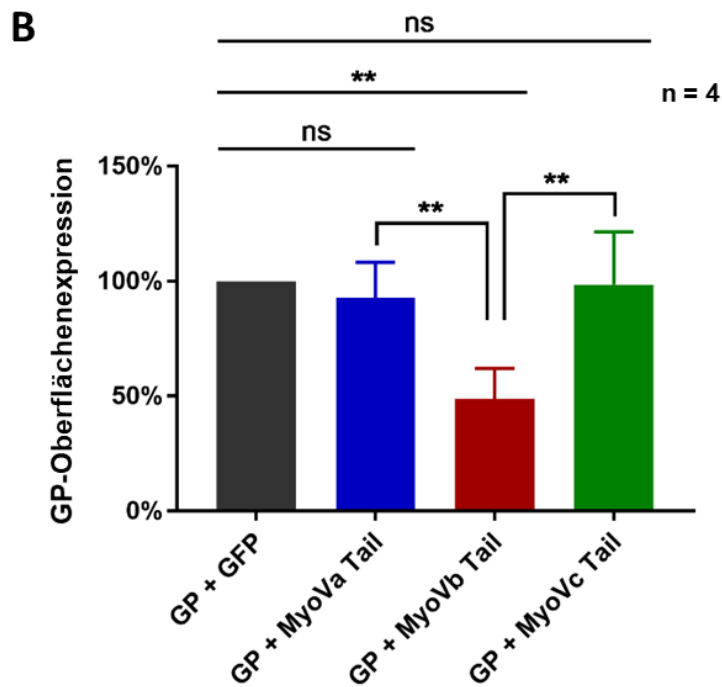 B
ns
**
n = 4
ns
150%
**
**
100%
50%
0%
GP-Oberflächenexpression
GP + GFP
GP + MyoVa Tail
GP + MyoVb Tail
GP + MyoVc Tail